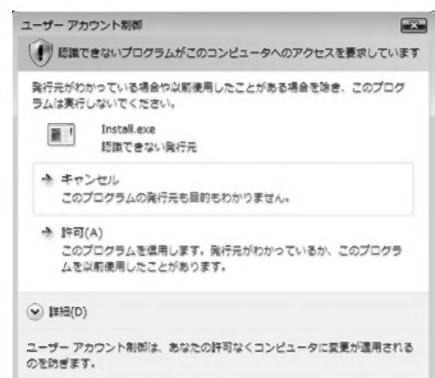 ユーザー アカウント制御
認識できないプログラムがこのコンピュータへのアクセスを要求しています
発行元がわかっている場合や以前使用したことがある場合を除き、このプログ
ラムは実行しないでください。
Install.exe
認識できない発行元
キャンセル
このプログラムの発行元も目的もわかりません。
許可(A)
このプログラムを信用します。発行元がわかっているか、このプログラ
ムを以前使用したことがあります。
詳細(D)
ユーザー アカウント制御は、あなたの許可なくコンピュータに変更が適用される
のを防ぎます。